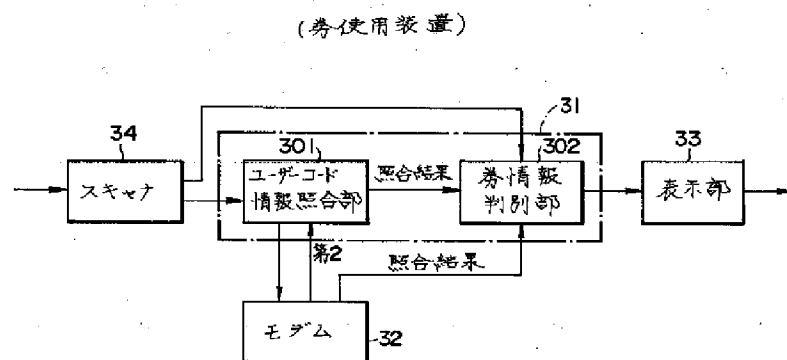 (券使用装置)
31
34
301
302
33
スキャナ
ユーザーコード
情報照合部
照合結果
券情報
判別部
表示部
第2
照合結果
モデム
32